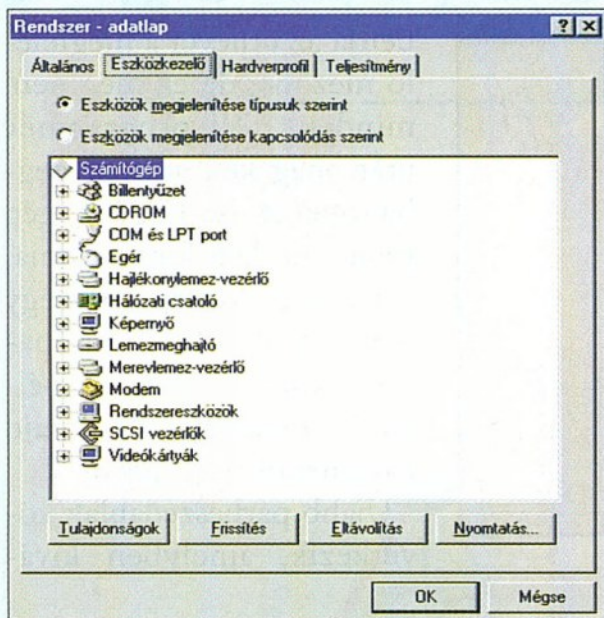 Rendszer - adatlap
Általános Eszközkezelő Hardverprofil Teljesítmény
Eszközök megjelenítése típusuk szerint
Eszközök megjelenítése kapcsolódás szerint
Számítógép
Billentyűzet
CDROM
COM és LPT port
Egér
Hajlékonylemez-vezérlő
Hálózati csatoló
Képernyő
Lemezmeghajtó
Merevlemez-vezérlő
Modem
Rendszereszközök
SCSI vezérlők
Videókártyák
Tulajdonságok Frissítés Eltávolítás Nyomtatás...
OK Mégse